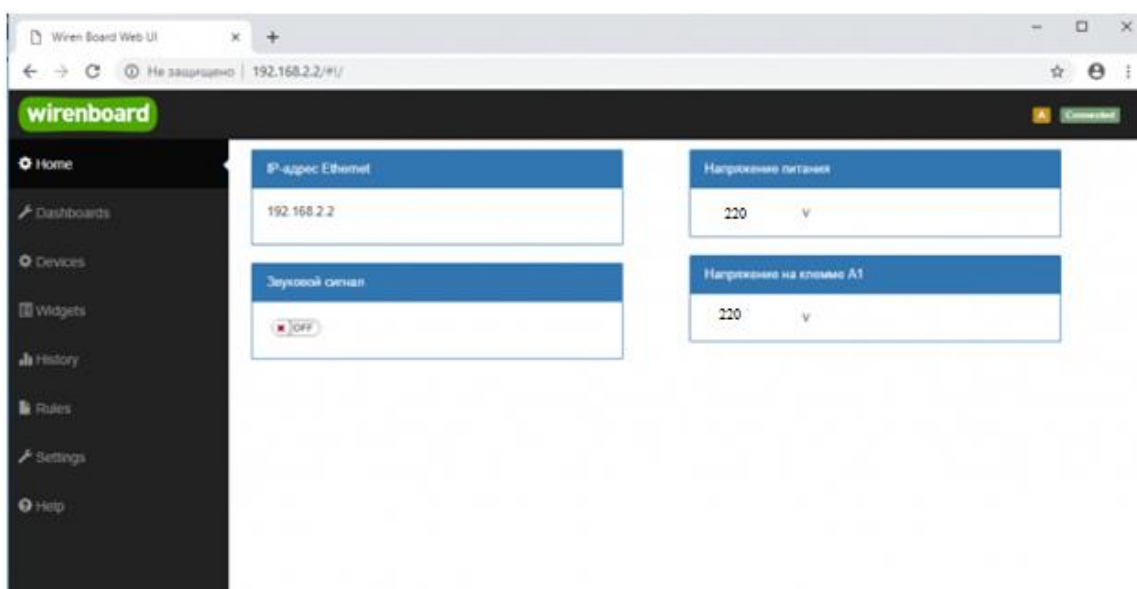 Wiren Board Web UI
Не защищено | 192.168.2.2/#!/
wirenboard
A Connected
Home
Dashboards
Devices
Widgets
History
Rules
Settings
Help
IP-адрес Ethernet
192.168.2.2
Звуковой сигнал
OFF
Напряжение питания
220 V
Напряжение на клемме A1
220 V